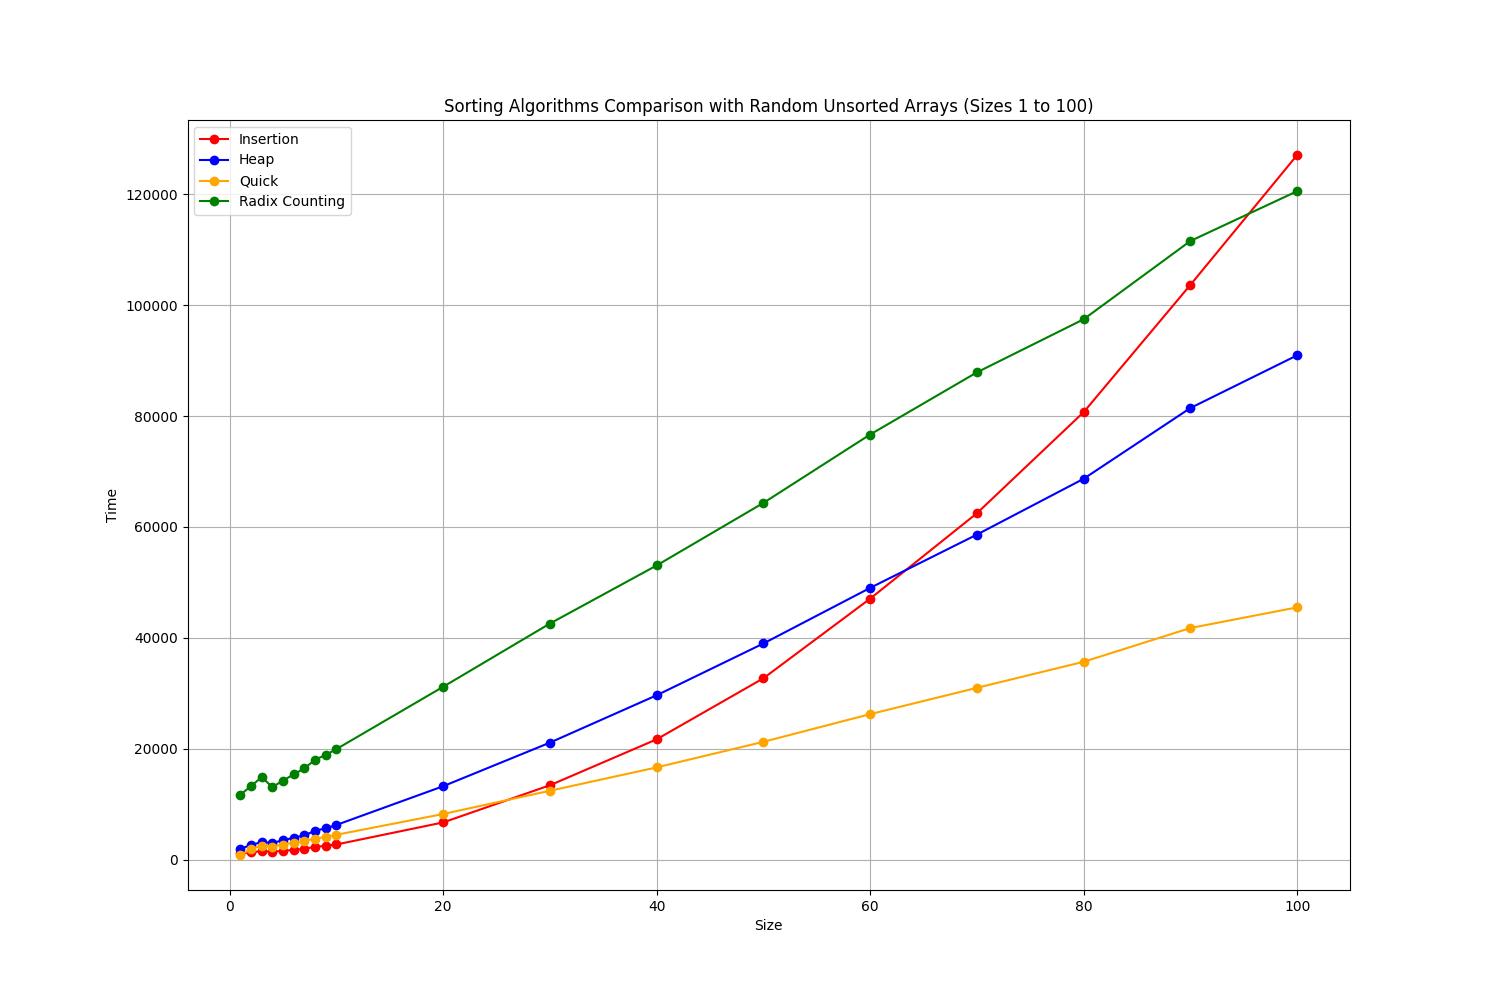 Sorting Algorithms Comparison with Random Unsorted Arrays (Sizes 1 to 100)
Insertion
Heap
Quick
Radix Counting
Time
120000
100000
80000
60000
40000
20000
0
0 20 40 60 80 100
Size